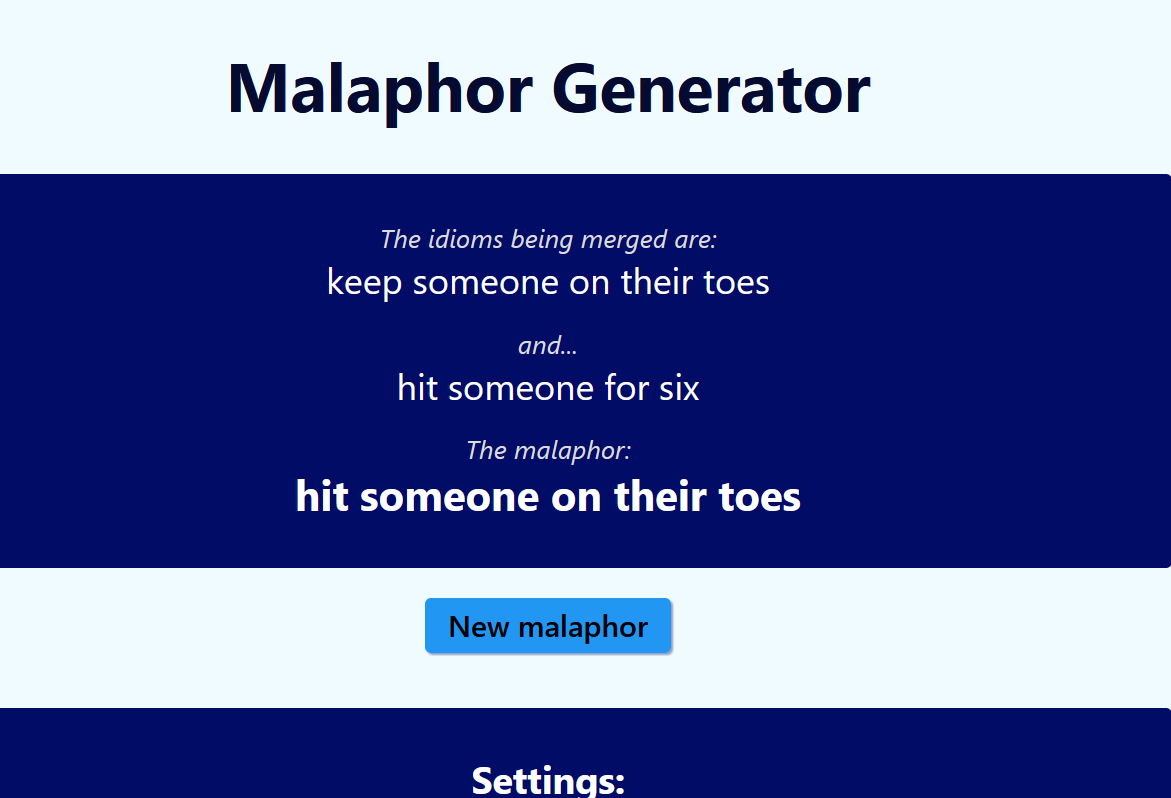 Malaphor Generator
The idioms being merged are:
keep someone on their toes
and...
hit someone for six
The malaphor:
hit someone on their toes
New malaphor
Settings: